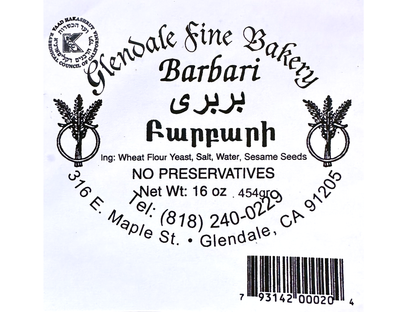 Glendale Fine Bakery
Barbari
بربری
Բարբարի
Ing: Wheat Flour Yeast, Salt, Water, Sesame Seeds
NO PRESERVATIVES
Net Wt: 16 oz . 454gr
Tel: (818) 240-0229
316 E. Maple St. • Glendale, CA 91205
7 93142 00020 4